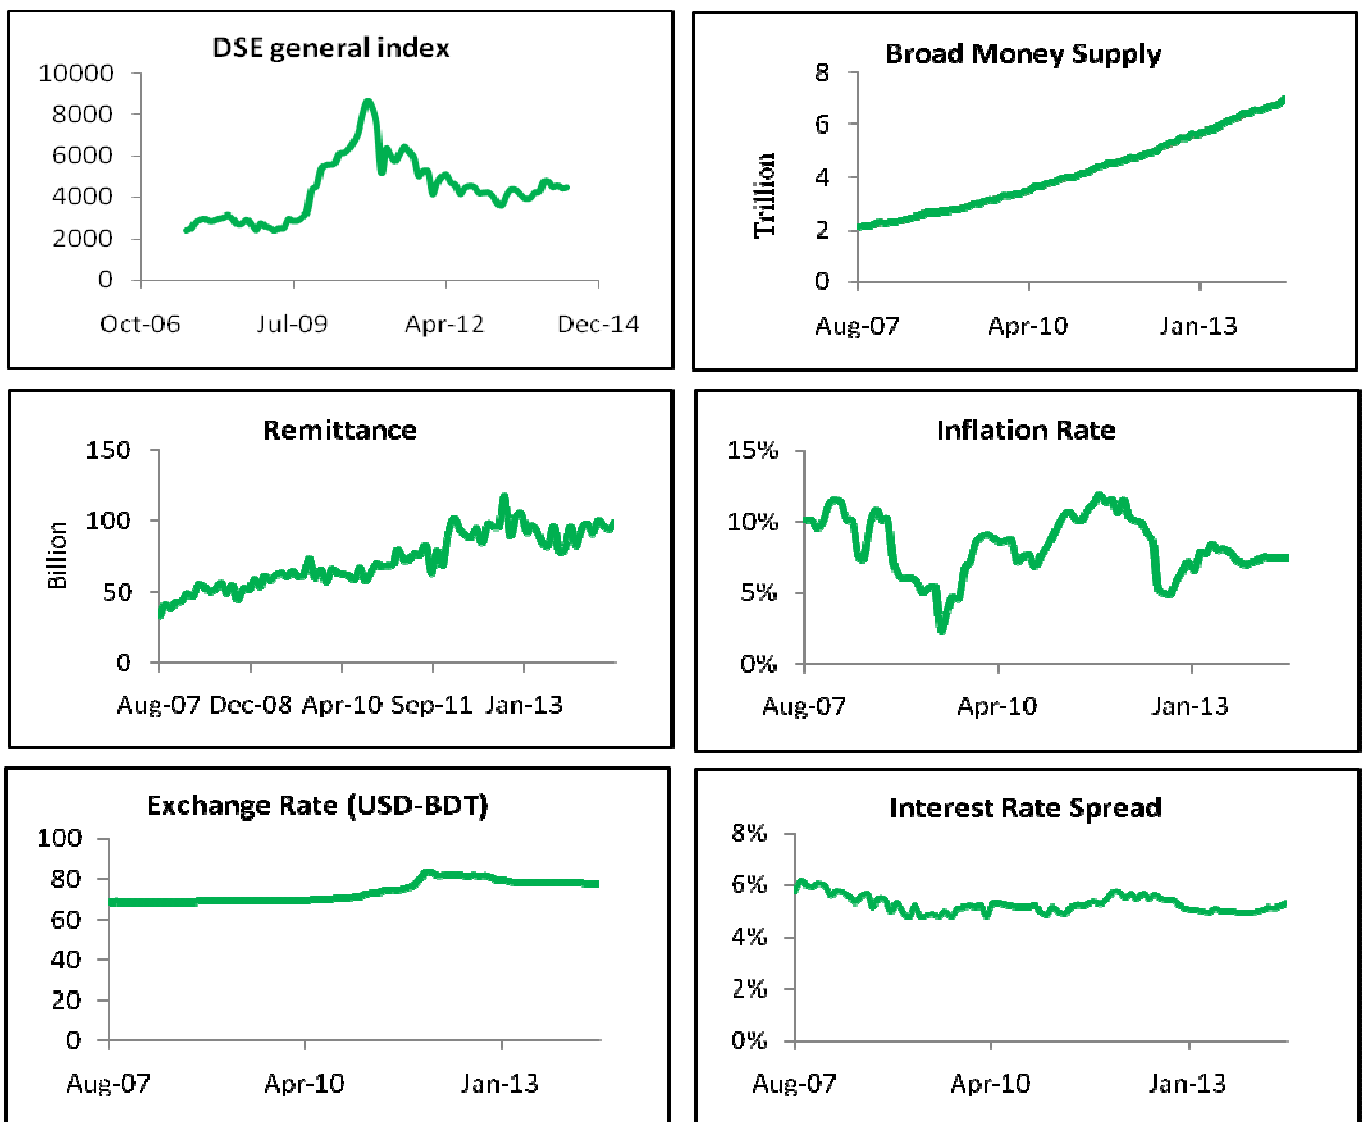 DSE general index
10000
8000
6000
4000
2000
0
Oct-06 Jul-09 Apr-12 Dec-14
Broad Money Supply
Trillion
8
6
4
2
0
Aug-07 Apr-10 Jan-13
Remittance
Billion
150
100
50
0
Aug-07 Dec-08 Apr-10 Sep-11 Jan-13
Inflation Rate
15%
10%
5%
0%
Aug-07 Apr-10 Jan-13
Exchange Rate (USD-BDT)
100
80
60
40
20
0
Aug-07 Apr-10 Jan-13
Interest Rate Spread
8%
6%
4%
2%
0%
Aug-07 Apr-10 Jan-13